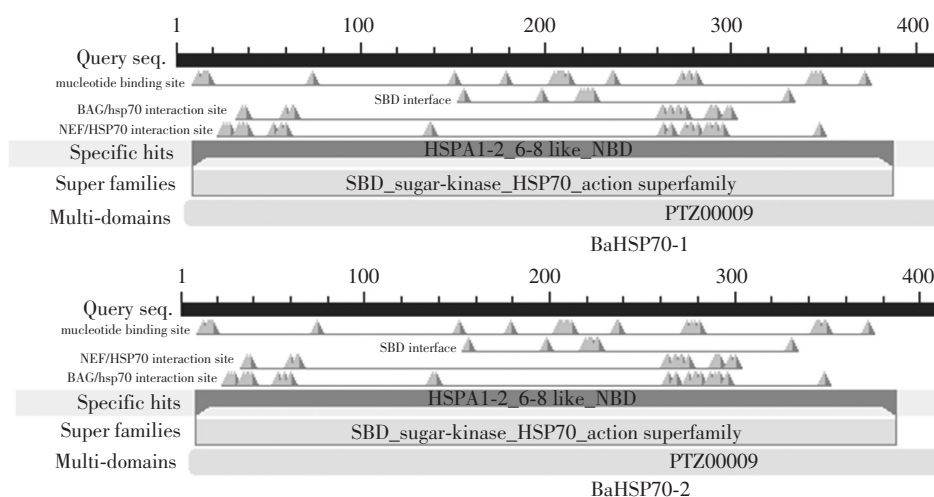 1 100 200 300 400
Query seq.
nucleotide binding site
SBD interface
BAG/hsp70 interaction site
NEF/HSP70 interaction site
Specific hits HSPA1-2_6-8 like_NBD
Super families SBD_sugar-kinase_HSP70_action superfamily
Multi-domains PTZ00009
BaHSP70-1
1 100 200 300 400
Query seq.
nucleotide binding site
SBD interface
NEF/HSP70 interaction site
BAG/hsp70 interaction site
Specific hits HSPA1-2_6-8 like_NBD
Super families SBD_sugar-kinase_HSP70_action superfamily
Multi-domains PTZ00009
BaHSP70-2